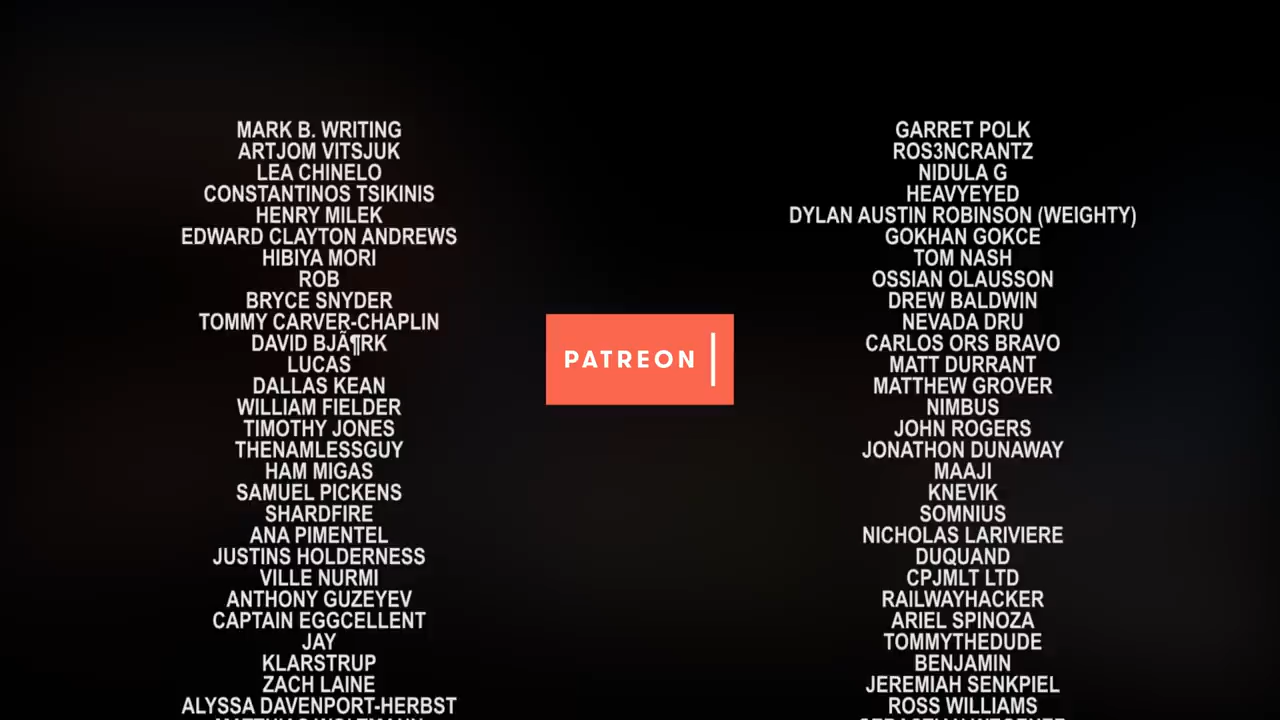 MARK B. WRITING
ARTJOM VITSJUK
LEA CHINELO
CONSTANTINOS TSIKINIS
HENRY MILEK
EDWARD CLAYTON ANDREWS
HIBIYA MORI
ROB
BRYCE SNYDER
TOMMY CARVER-CHAPLIN
DAVID BJÃ¶RK
LUCAS
DALLAS KEAN
WILLIAM FIELDER
TIMOTHY JONES
THENAMLESSGUY
HAM MIGAS
SAMUEL PICKENS
SHARDFIRE
ANA PIMENTEL
JUSTINS HOLDERNESS
VILLE NURMI
ANTHONY GUZEYEV
CAPTAIN EGGCELLENT
JAY
KLARSTRUP
ZACH LAINE
ALYSSA DAVENPORT-HERBST
PATREON
GARRET POLK
ROS3NCRANTZ
NIDULA G
HEAVYEYED
DYLAN AUSTIN ROBINSON (WEIGHTY)
GOKHAN GOKCE
TOM NASH
OSSIAN OLAUSSON
DREW BALDWIN
NEVADA DRU
CARLOS ORS BRAVO
MATT DURRANT
MATTHEW GROVER
NIMBUS
JOHN ROGERS
JONATHON DUNAWAY
MAAJI
KNEVIK
SOMNIUS
NICHOLAS LARIVIERE
DUQUAND
CPJMLT LTD
RAILWAYHACKER
ARIEL SPINOZA
TOMMYTHEDUDE
BENJAMIN
JEREMIAH SENKPIEL
ROSS WILLIAMS